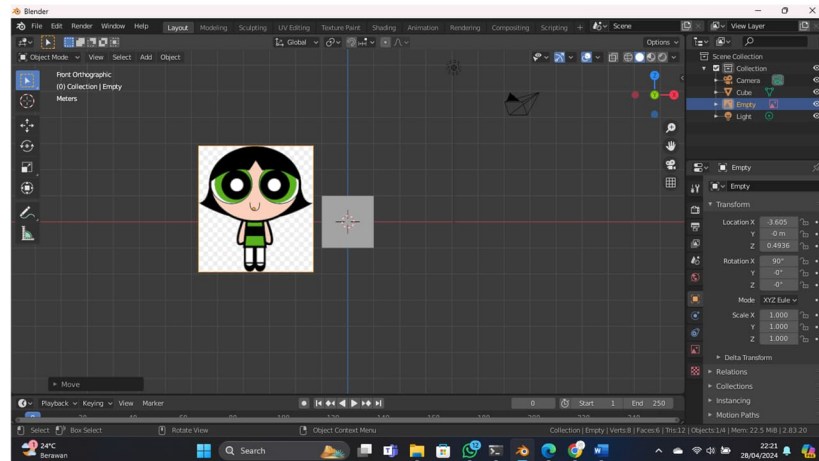 Blender
File Edit Render Window Help Layout Modeling Sculpting UV Editing Texture Paint Shading Animation Rendering Compositing Scripting + Scene View Layer
Global Options
Object Mode View Select Add Object
Front Orthographic
(0) Collection | Empty
Meters
Z
Y
X
Scene Collection
Collection
Camera
Cube
Empty
Light
Empty
Empty
Transform
Location X -3.605
Y -0 m
Z 0.4936
Rotation X 90°
Y -0°
Z -0°
Mode XYZ Eule
Scale X 1.000
Y 1.000
Z 1.000
Delta Transform
Relations
Collections
Instancing
Motion Paths
Move
Playback Keying View Marker 0 Start 1 End 250
Select Box Select Rotate View Object Context Menu Collection | Empty | Verts:8 | Faces:6 | Tris:12 | Objects:1/4 | Mem: 22.5 MiB | 2.83.20
24°C
Berawan
Search
22:21
28/04/2024